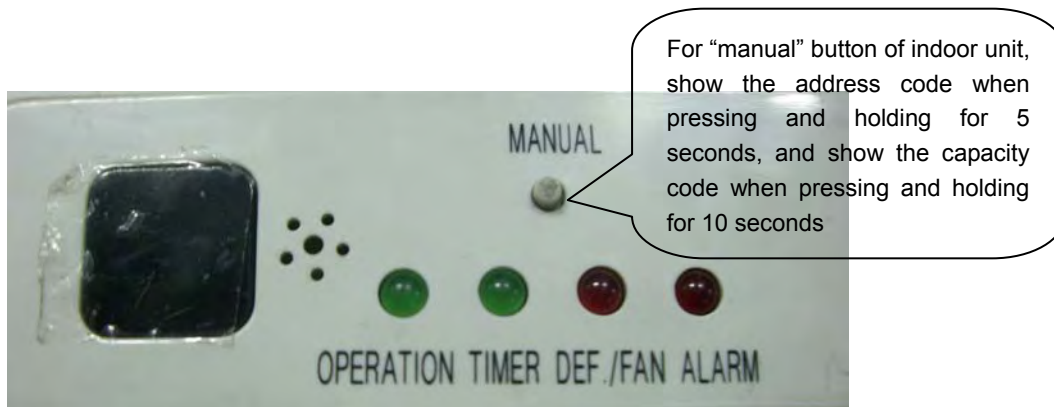 For “manual” button of indoor unit,
show the address code when
pressing and holding for 5
seconds, and show the capacity
code when pressing and holding
for 10 seconds
MANUAL
OPERATION TIMER DEF./FAN ALARM